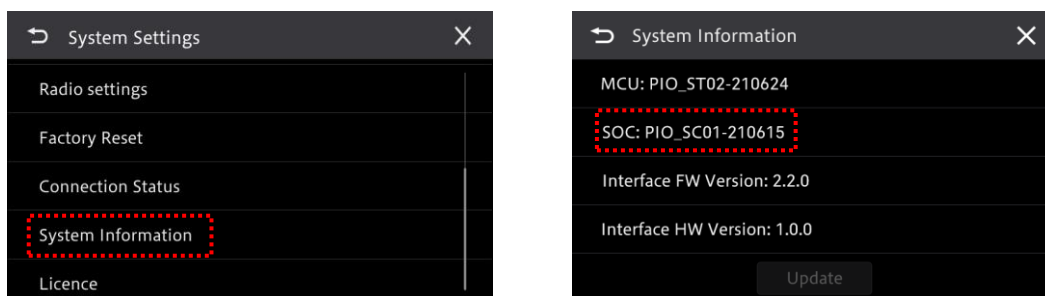 System Settings
Radio settings
Factory Reset
Connection Status
System Information
Licence
System Information
MCU: PIO_ST02-210624
SOC: PIO_SC01-210615
Interface FW Version: 2.2.0
Interface HW Version: 1.0.0
Update